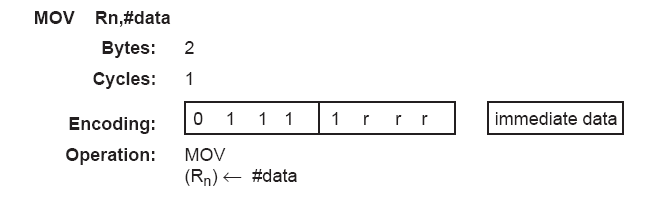 MOV Rn,#data
Bytes: 2
Cycles: 1
Encoding: 0 1 1 1 1 r r r immediate data
Operation: MOV
(Rn) ← #data